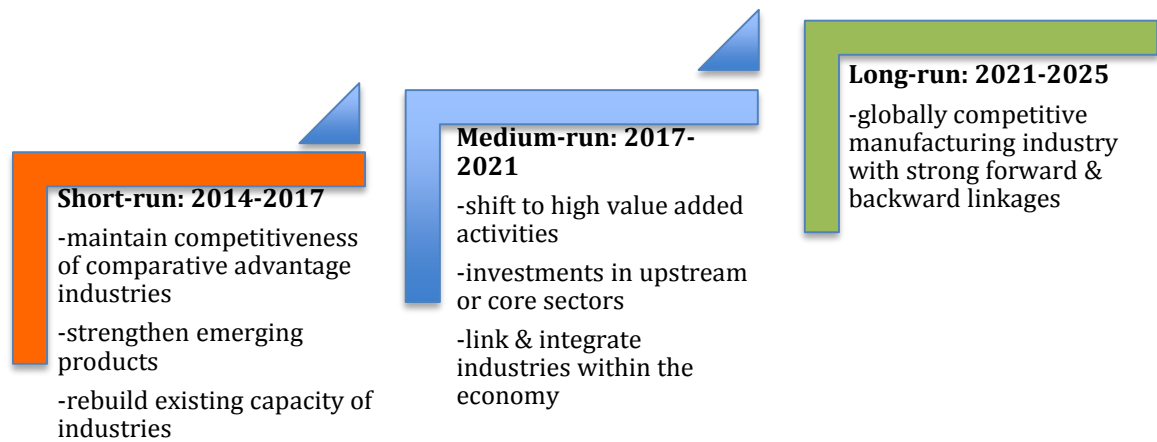 Short-run: 2014-2017
-maintain competitiveness
of comparative advantage
industries
-strengthen emerging
products
-rebuild existing capacity of
industries
Medium-run: 2017-
2021
-shift to high value added
activities
-investments in upstream
or core sectors
-link & integrate
industries within the
economy
Long-run: 2021-2025
-globally competitive
manufacturing industry
with strong forward &
backward linkages